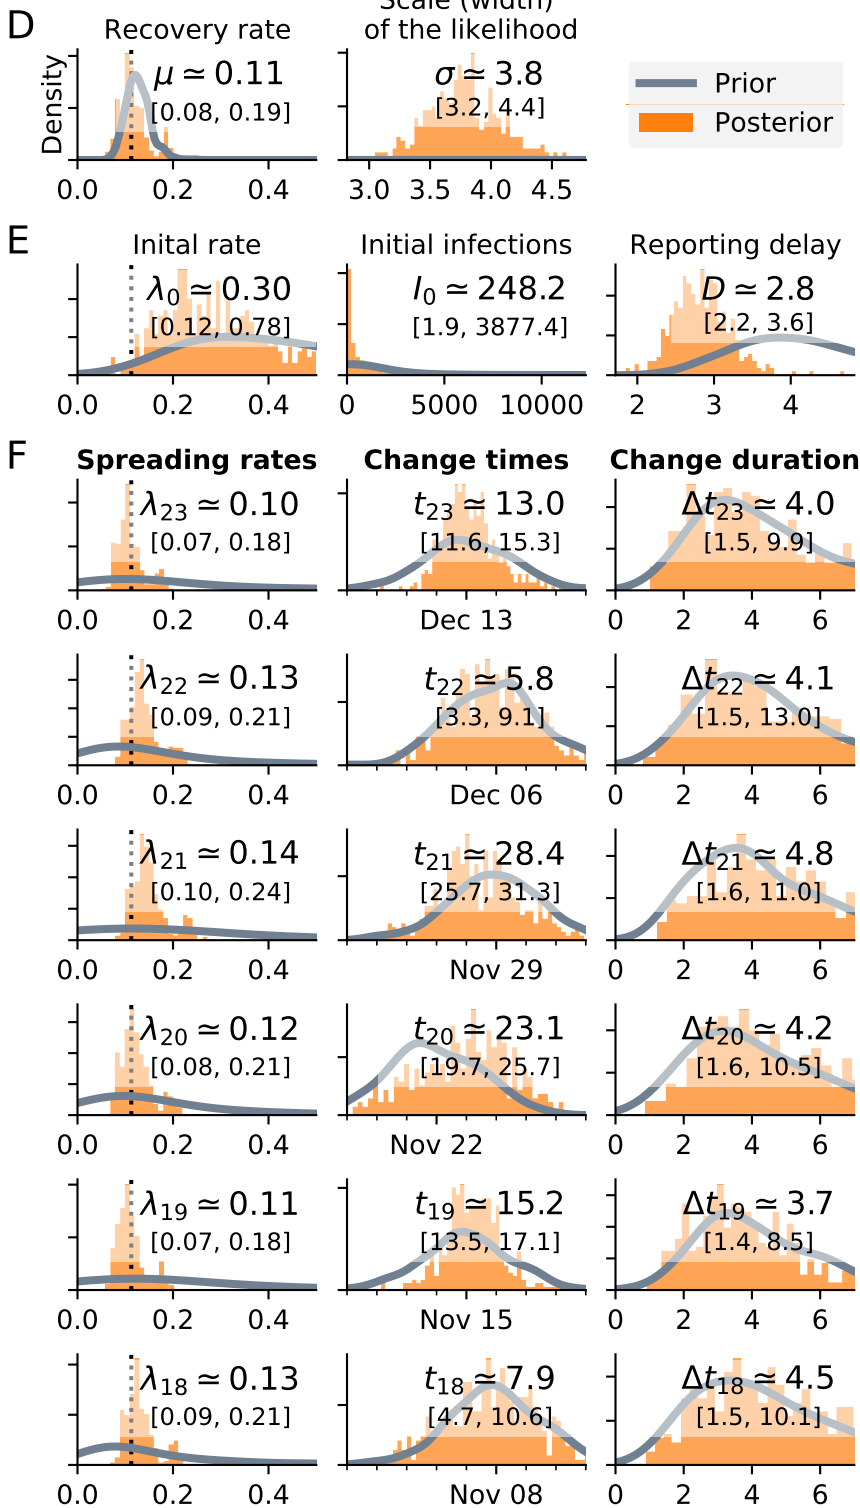 D
Recovery rate
Scale (width)
of the likelihood
Density
μ ≃ 0.11
[0.08, 0.19]
σ ≃ 3.8
[3.2, 4.4]
Prior
Posterior
0.0 0.2 0.4
3.0 3.5 4.0 4.5
E
Inital rate
Initial infections
Reporting delay
λ0 ≃ 0.30
[0.12, 0.78]
I0 ≃ 248.2
[1.9, 3877.4]
D ≃ 2.8
[2.2, 3.6]
0.0 0.2 0.4
0 5000 10000
2 3 4
F
Spreading rates
Change times
Change duration
λ23 ≃ 0.10
[0.07, 0.18]
t23 ≃ 13.0
[11.6, 15.3]
Δt23 ≃ 4.0
[1.5, 9.9]
0.0 0.2 0.4
Dec 13
0 2 4 6
λ22 ≃ 0.13
[0.09, 0.21]
t22 ≃ 5.8
[3.3, 9.1]
Δt22 ≃ 4.1
[1.5, 13.0]
0.0 0.2 0.4
Dec 06
0 2 4 6
λ21 ≃ 0.14
[0.10, 0.24]
t21 ≃ 28.4
[25.7, 31.3]
Δt21 ≃ 4.8
[1.6, 11.0]
0.0 0.2 0.4
Nov 29
0 2 4 6
λ20 ≃ 0.12
[0.08, 0.21]
t20 ≃ 23.1
[19.7, 25.7]
Δt20 ≃ 4.2
[1.6, 10.5]
0.0 0.2 0.4
Nov 22
0 2 4 6
λ19 ≃ 0.11
[0.07, 0.18]
t19 ≃ 15.2
[13.5, 17.1]
Δt19 ≃ 3.7
[1.4, 8.5]
0.0 0.2 0.4
Nov 15
0 2 4 6
λ18 ≃ 0.13
[0.09, 0.21]
t18 ≃ 7.9
[4.7, 10.6]
Δt18 ≃ 4.5
[1.5, 10.1]
0.0 0.2 0.4
Nov 08
0 2 4 6